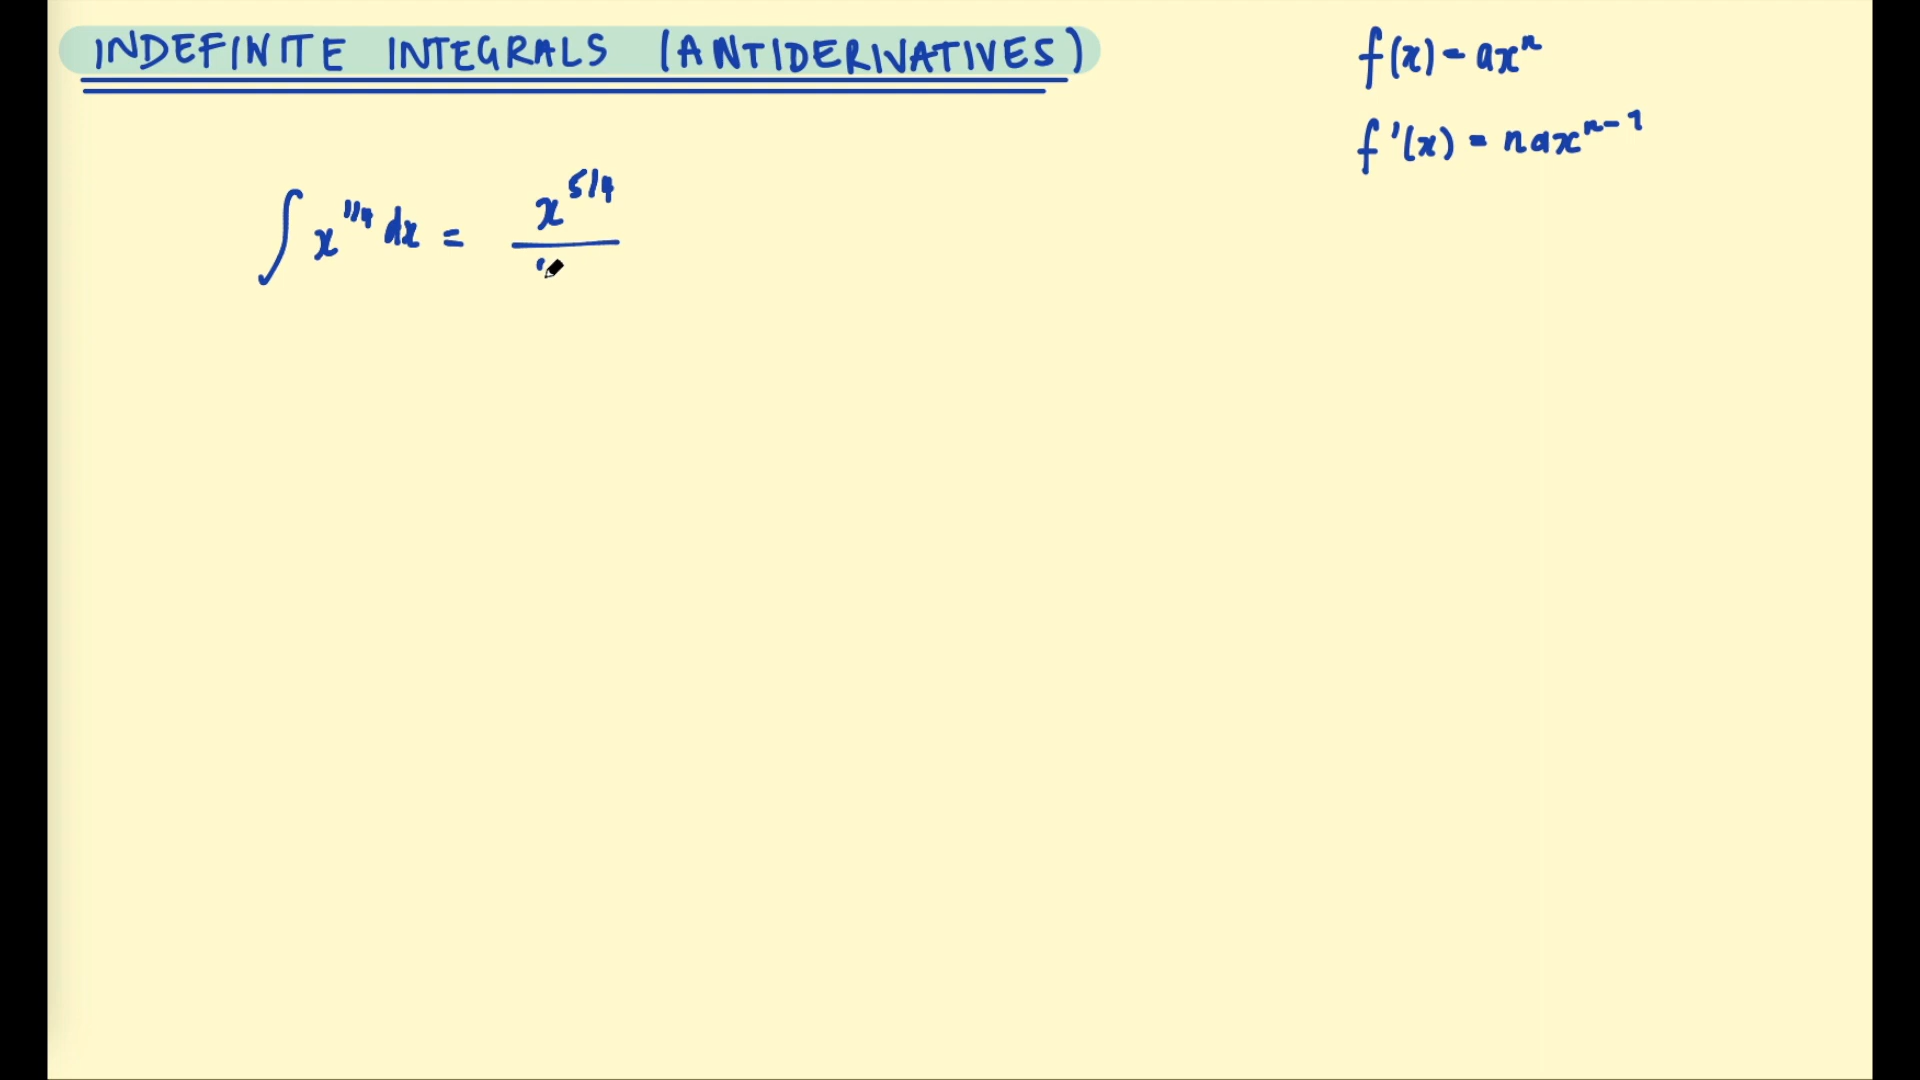 INDEFINITE INTEGRALS (ANTIDERIVATIVES)
f(x) = ax^n
f'(x) = nax^{n-1}
∫ x^{1/4} dx = x^{5/4} /